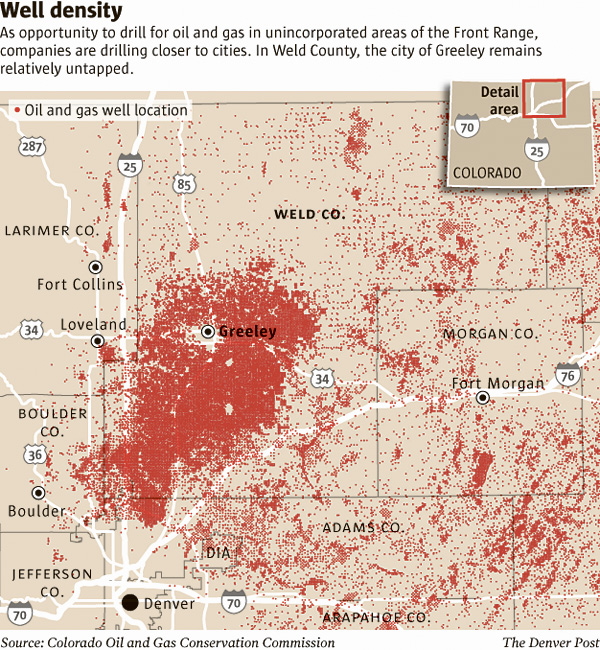 Well density
As opportunity to drill for oil and gas in unincorporated areas of the Front Range,
companies are drilling closer to cities. In Weld County, the city of Greeley remains
relatively untapped.
Detail
area
70
25
COLORADO
Oil and gas well location
287
25
85
WELD CO.
LARIMER CO.
Fort Collins
34
Loveland
Greeley
MORGAN CO.
34
Fort Morgan
76
BOULDER
CO.
36
Boulder
ADAMS CO.
DIA
JEFFERSON
CO.
70
Denver
70
ARAPAHOE CO.
Source: Colorado Oil and Gas Conservation Commission
The Denver Post